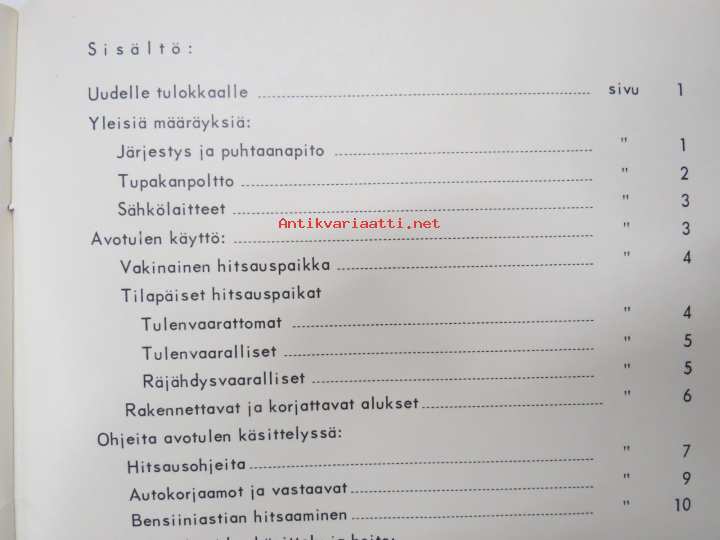 Sisältö:
Uudelle tulokkaalle sivu 1
Yleisiä määräyksiä:
Järjestys ja puhtaanapito " 1
Tupakanpoltto " 2
Sähkölaitteet " 3
Antikvariaatti.net
Avotulen käyttö: " 3
Vakinainen hitsauspaikka " 4
Tilapäiset hitsauspaikat
Tulenvaarattomat " 4
Tulenvaaralliset " 5
Räjähdysvaaralliset " 5
Rakennettavat ja korjattavat alukset " 6
Ohjeita avotulen käsittelyssä:
Hitsausohjeita " 7
Autokorjaamot ja vastaavat " 9
Bensiiniastian hitsaaminen " 10